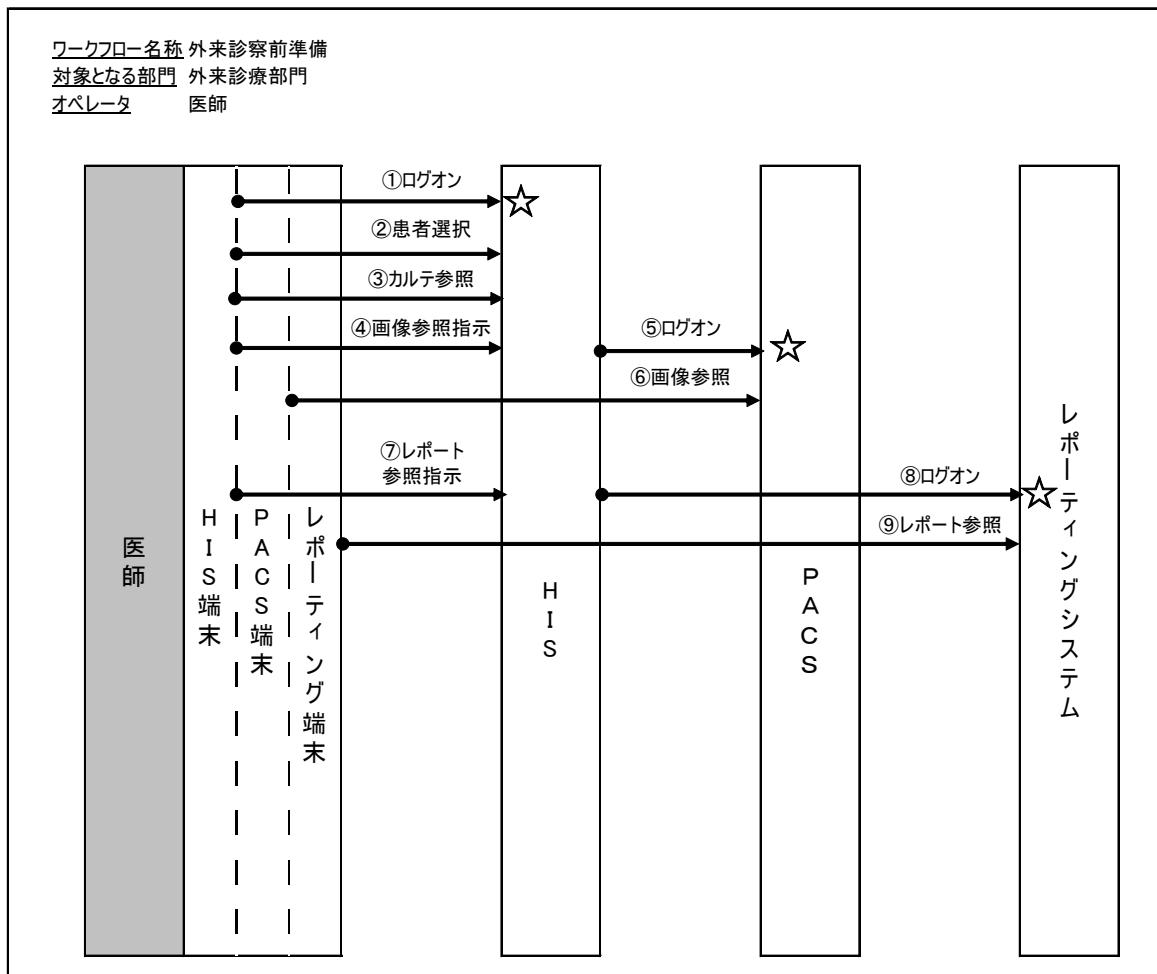 ワークフロー名称 外来診察前準備
対象となる部門 外来診療部門
オペレータ 医師
①ログオン
②患者選択
③カルテ参照
④画像参照指示
⑤ログオン
⑥画像参照
⑦レポート
参照指示
⑧ログオン
⑨レポート参照
医師
HIS端末
PACS端末
レポーティング端末
HIS
PACS
レポーティングシステム